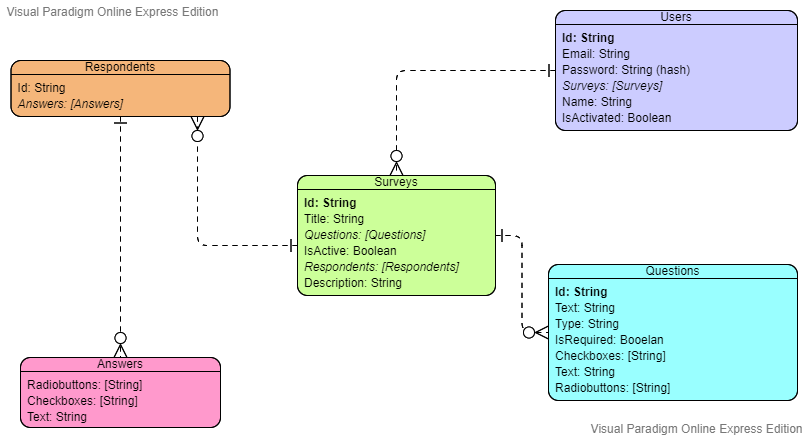 Visual Paradigm Online Express Edition
Users
Id: String
Email: String
Password: String (hash)
Surveys: [Surveys]
Name: String
IsActivated: Boolean
Respondents
Id: String
Answers: [Answers]
Surveys
Id: String
Title: String
Questions: [Questions]
IsActive: Boolean
Respondents: [Respondents]
Description: String
Questions
Id: String
Text: String
Type: String
IsRequired: Booelan
Checkboxes: [String]
Text: String
Radiobuttons: [String]
Answers
Radiobuttons: [String]
Checkboxes: [String]
Text: String
Visual Paradigm Online Express Edition